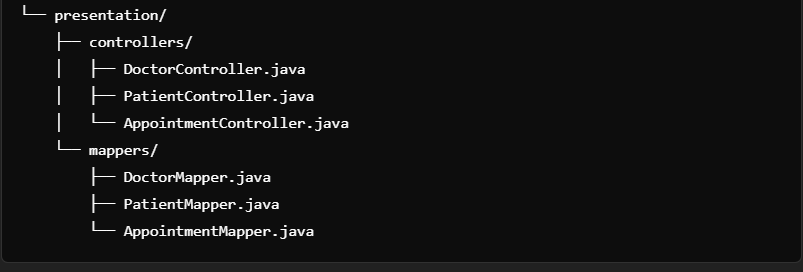 └── presentation/
    ├── controllers/
    │   ├── DoctorController.java
    │   ├── PatientController.java
    │   └── AppointmentController.java
    └── mappers/
        ├── DoctorMapper.java
        ├── PatientMapper.java
        └── AppointmentMapper.java